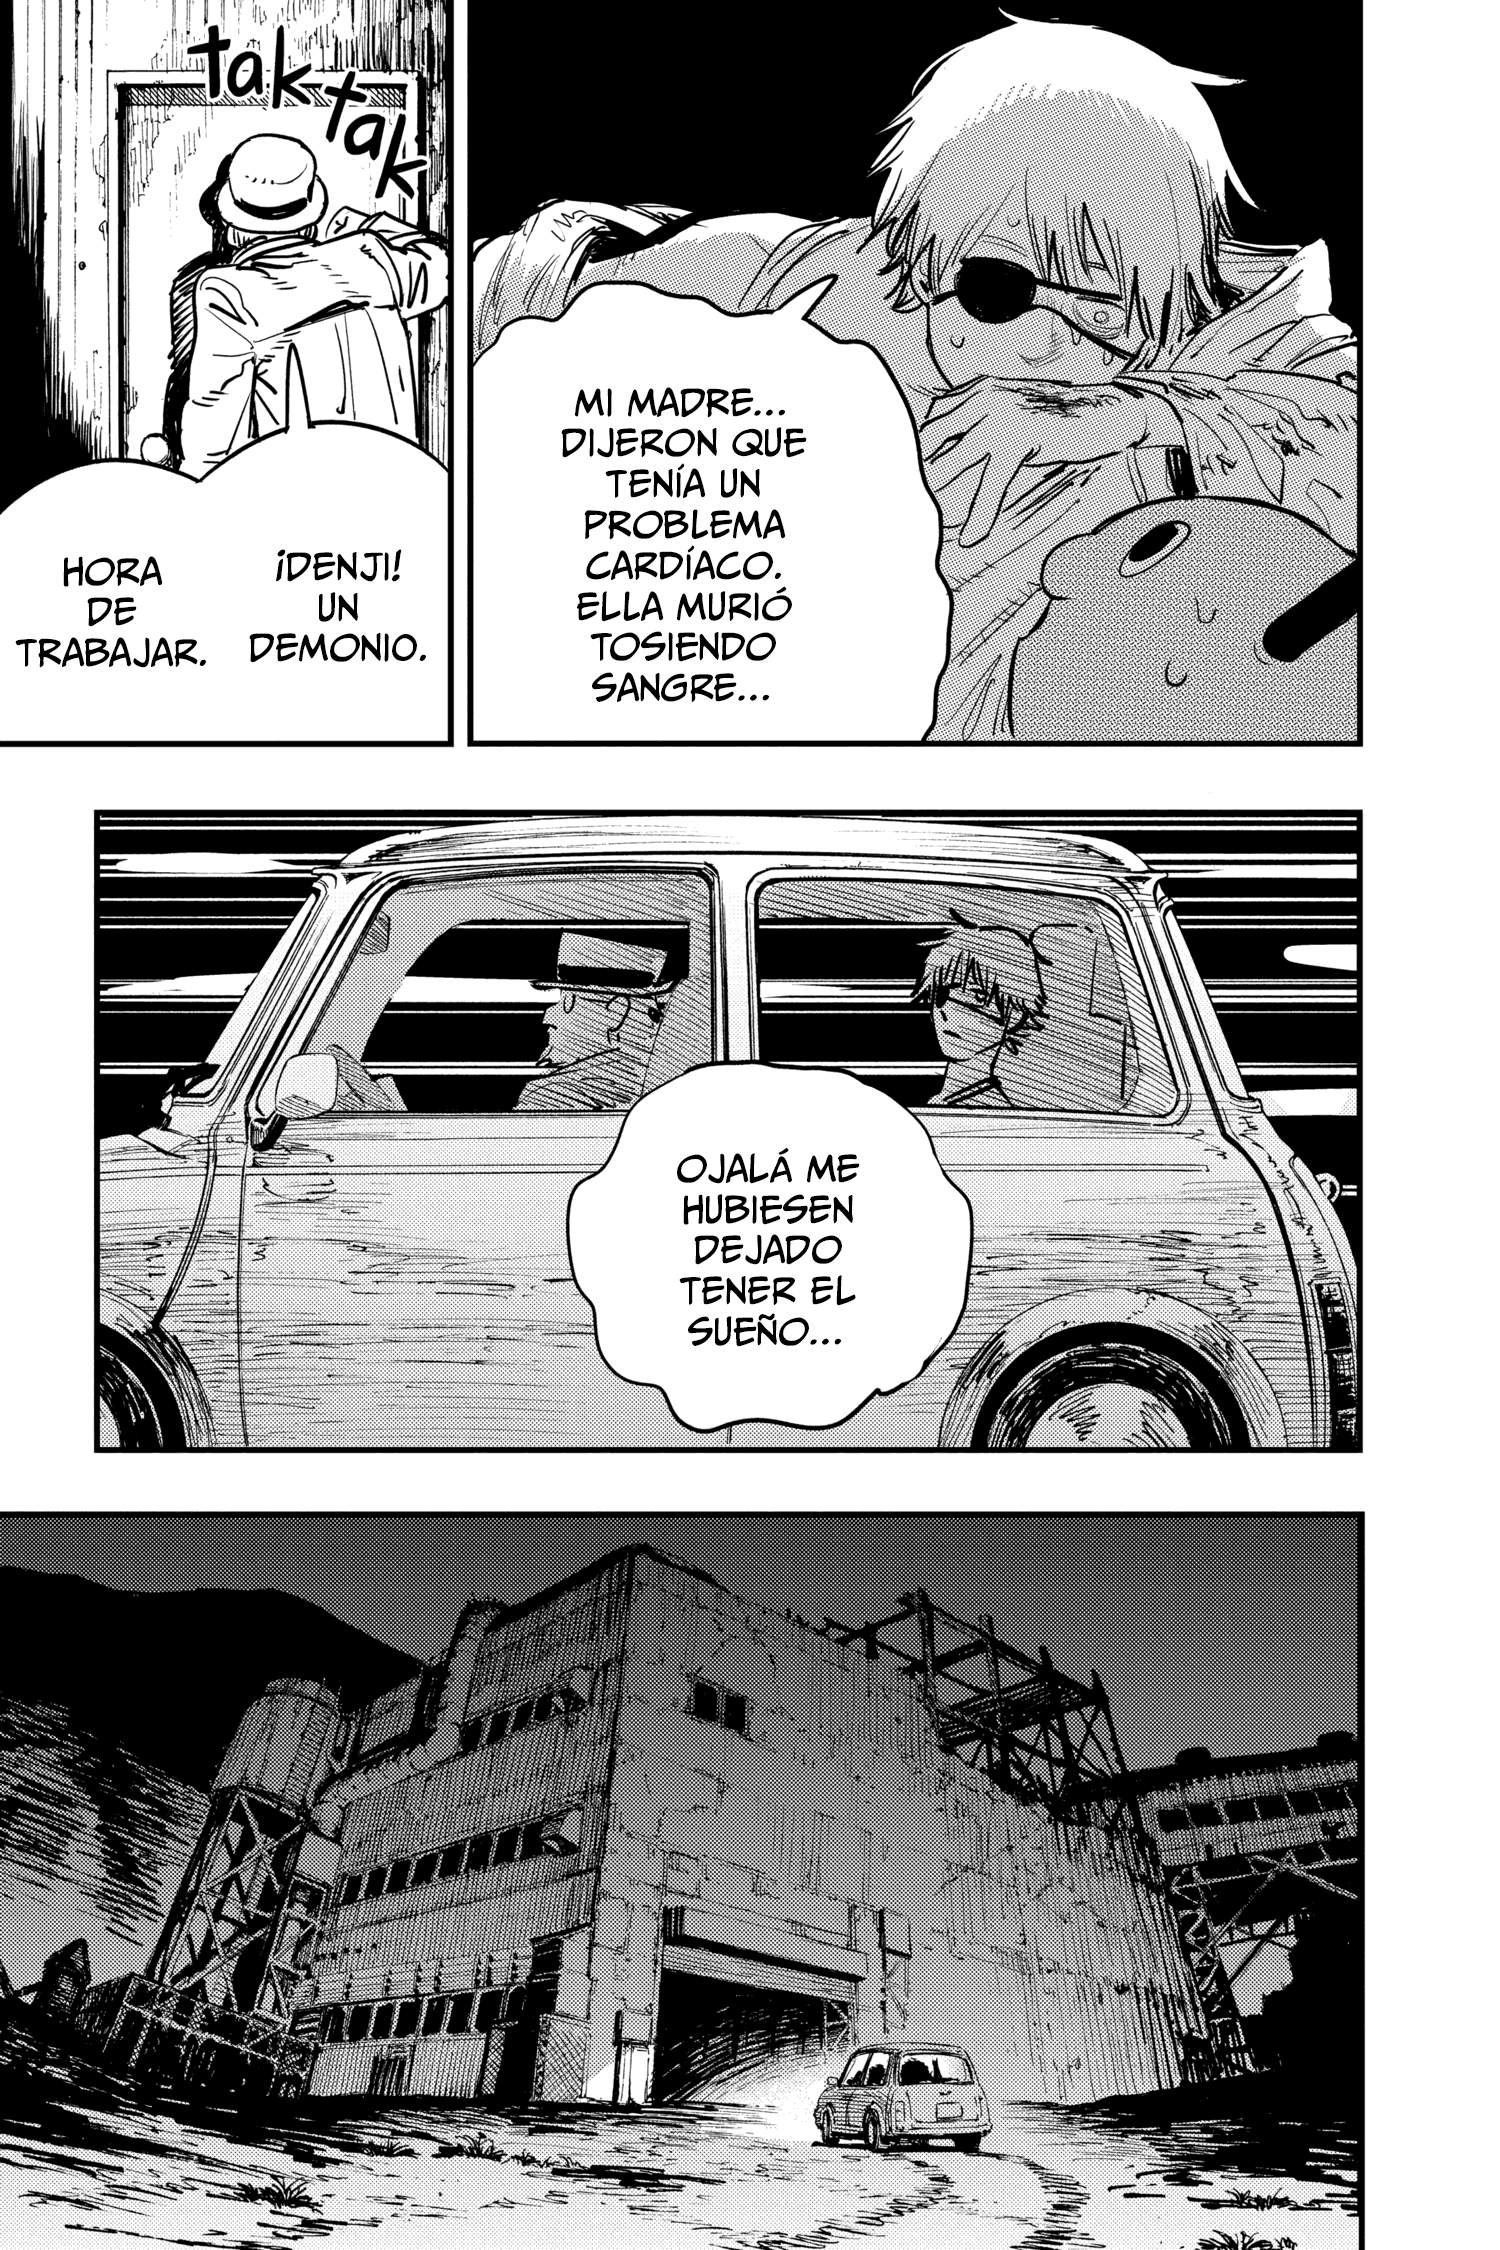 MI MADRE...
DIJERON QUE
TENÍA UN
PROBLEMA
CARDÍACO.
ELLA MURIÓ
TOSIENDO
SANGRE...
tak
tak
¡DENJI!
UN
DEMONIO.
HORA
DE
TRABAJAR.
OJALÁ ME
HUBIESEN
DEJADO
TENER EL
SUEÑO...